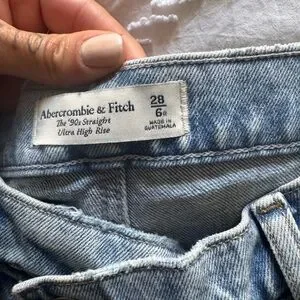 Abercrombie & Fitch
The '90s Straight
Ultra High Rise
28
6R
MADE IN
GUATEMALA